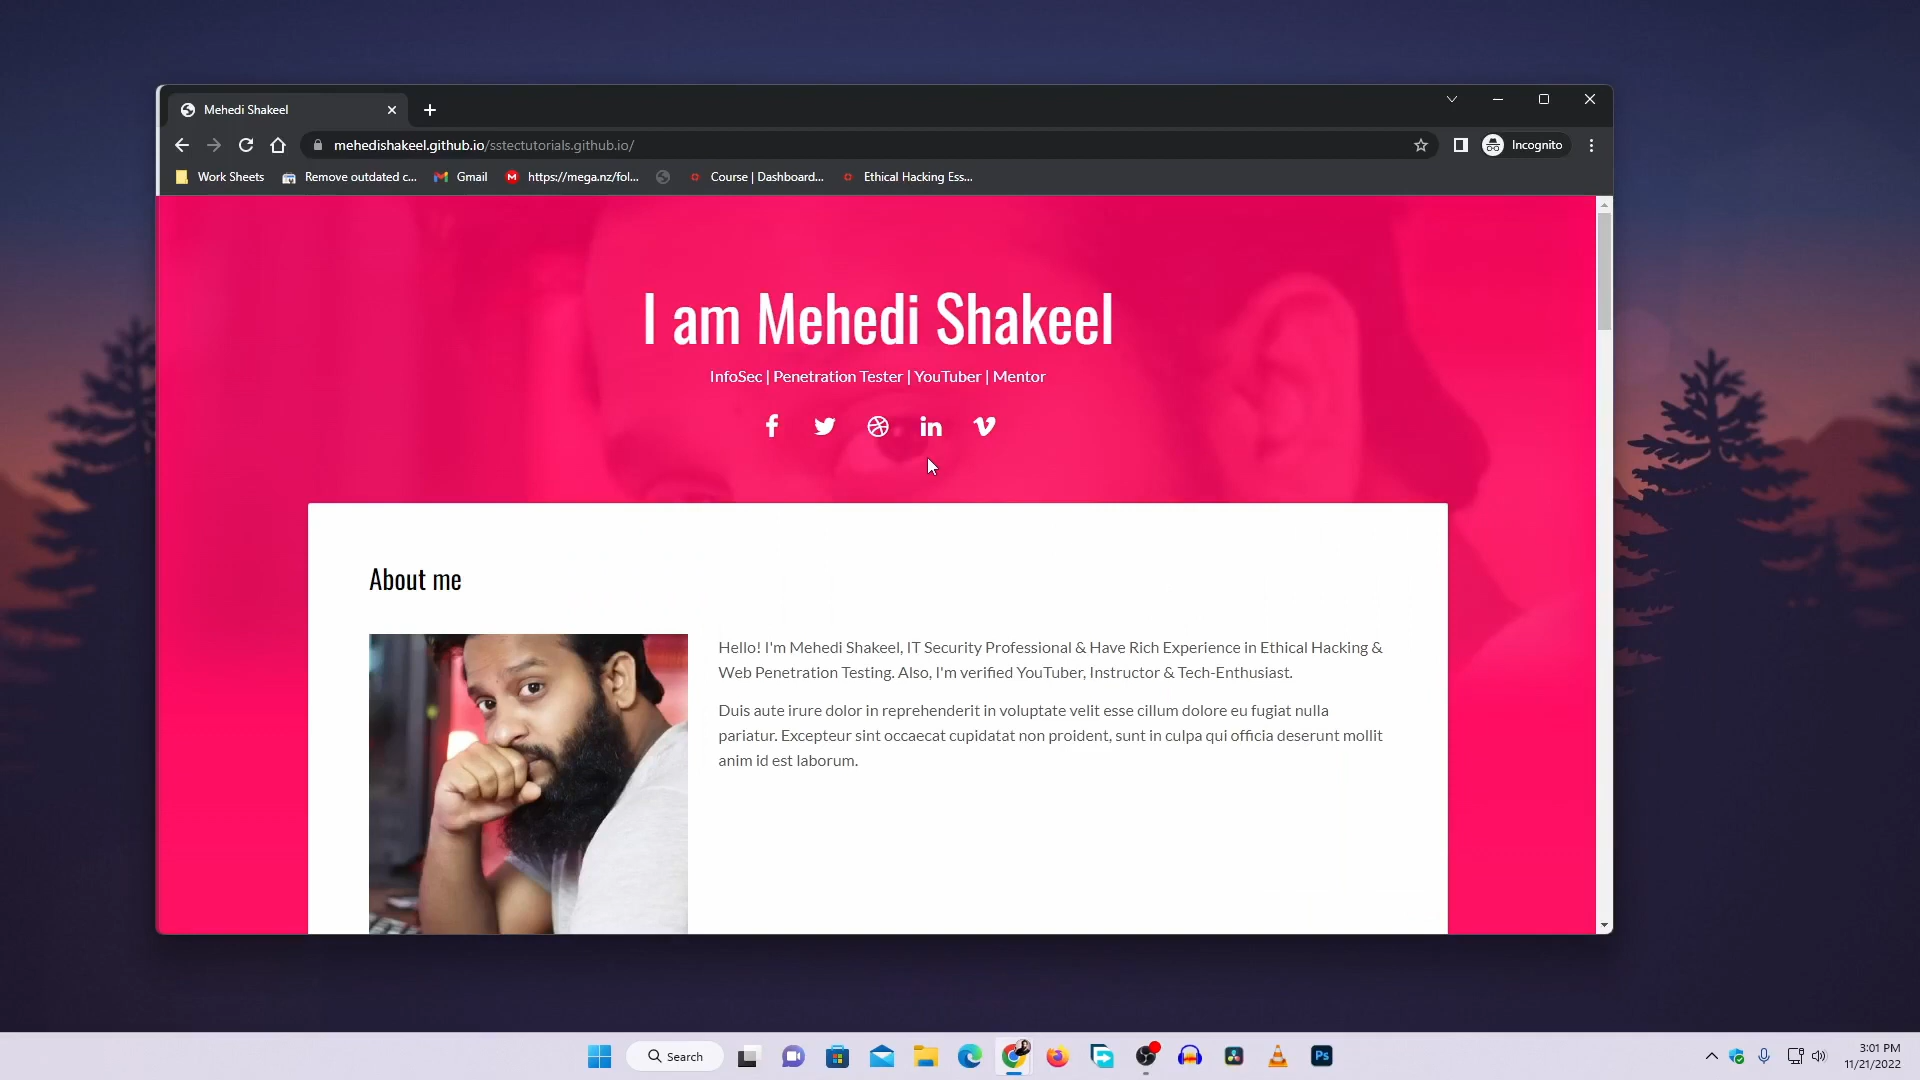 Mehedi Shakeel
mehedishakeel.github.io/sstectutorials.github.io/
Incognito
Work Sheets
Remove outdated c...
Gmail
https://mega.nz/fol...
Course | Dashboard...
Ethical Hacking Ess...
I am Mehedi Shakeel
InfoSec | Penetration Tester | YouTuber | Mentor
About me
Hello! I'm Mehedi Shakeel, IT Security Professional & Have Rich Experience in Ethical Hacking &
Web Penetration Testing. Also, I'm verified YouTuber, Instructor & Tech-Enthusiast.
Duis aute irure dolor in reprehenderit in voluptate velit esse cillum dolore eu fugiat nulla
pariatur. Excepteur sint occaecat cupidatat non proident, sunt in culpa qui officia deserunt mollit
anim id est laborum.
Search
Ps
3:01 PM
11/21/2022